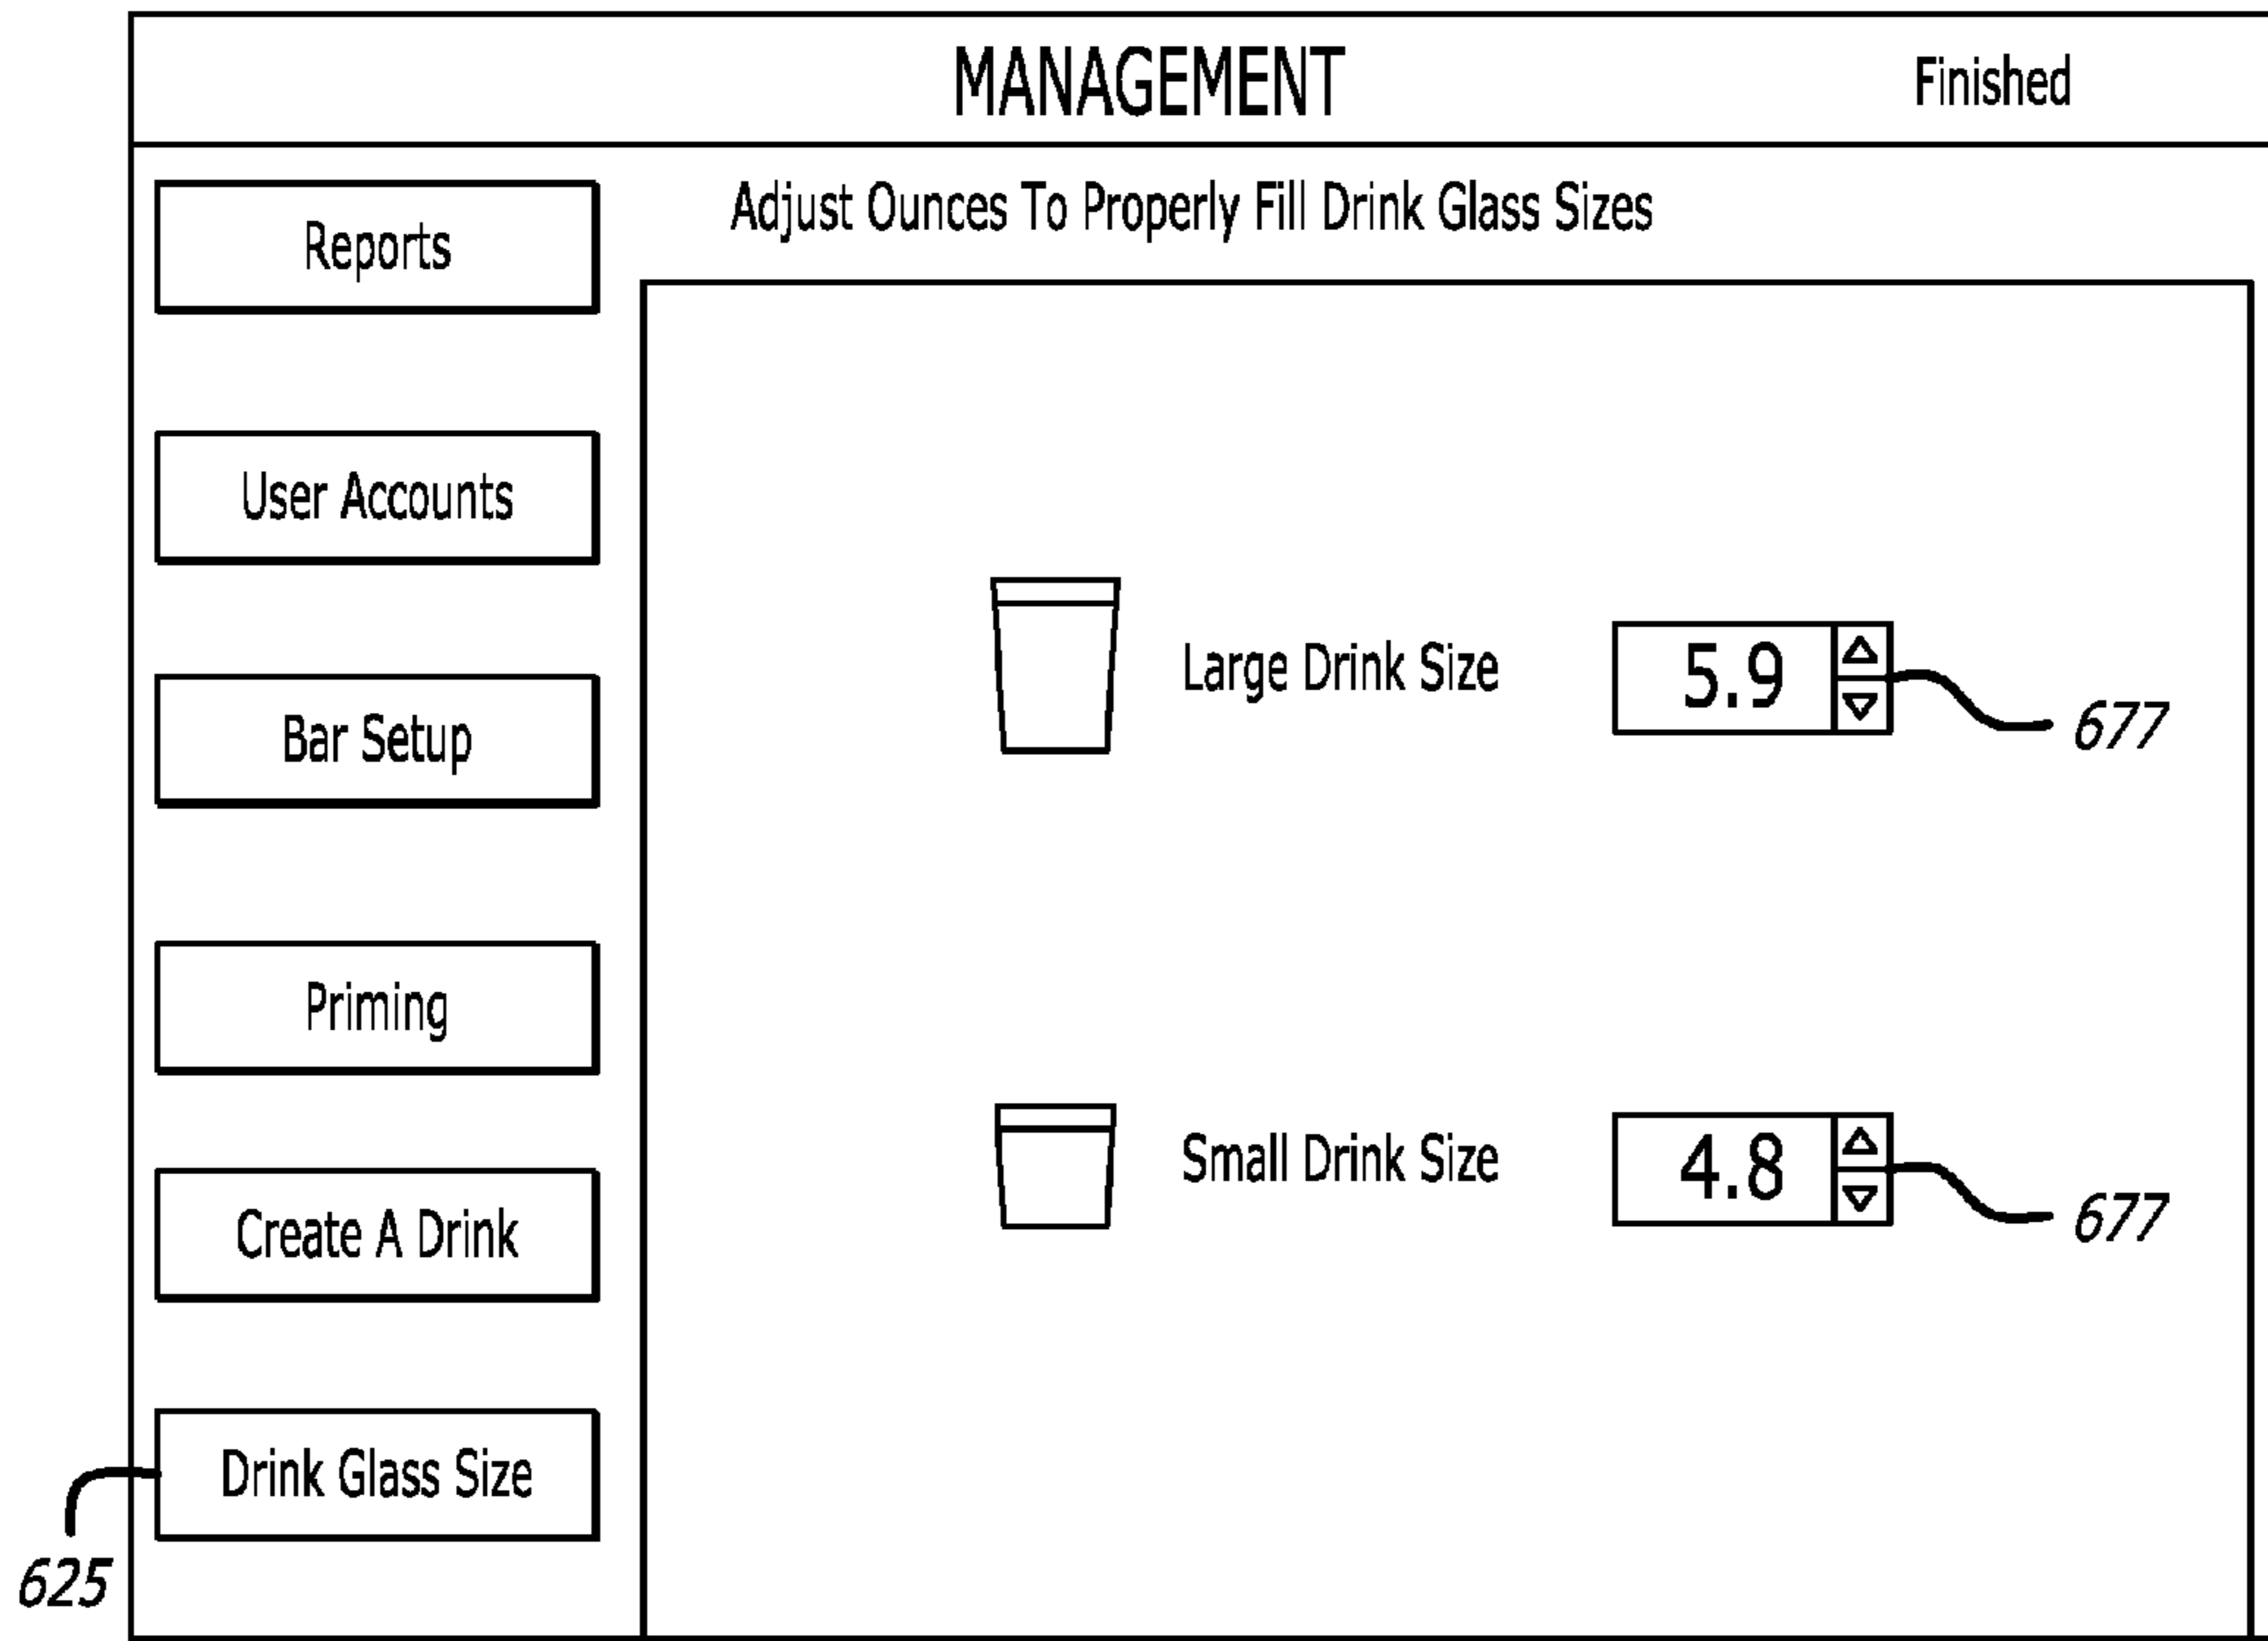 MANAGEMENT
Finished
Reports
User Accounts
Bar Setup
Priming
Create A Drink
Drink Glass Size
625
Adjust Ounces To Properly Fill Drink Glass Sizes
Large Drink Size
5.9
677
Small Drink Size
4.8
677